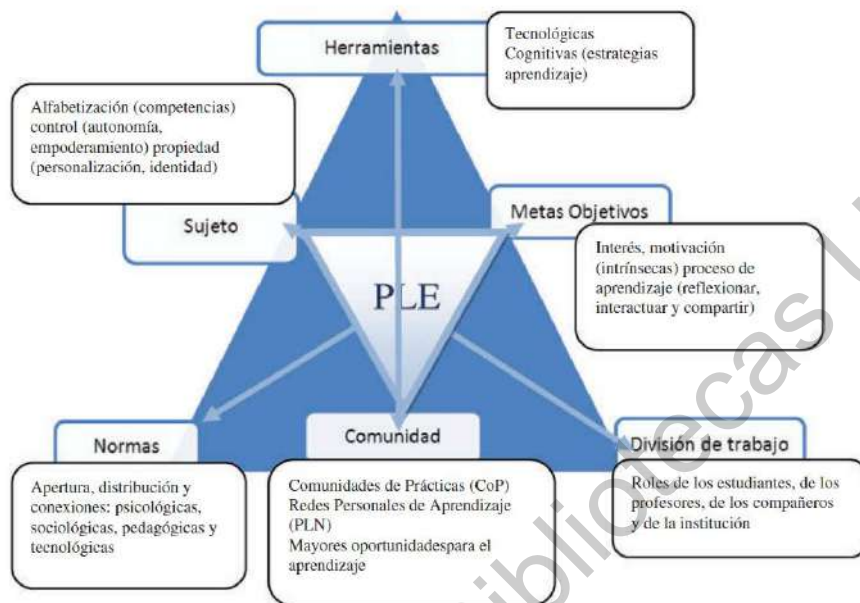 Herramientas
Tecnológicas
Cognitivas (estrategias
aprendizaje)
Alfabetización (competencias)
control (autonomía,
empoderamiento) propiedad
(personalización, identidad)
Sujeto
Metas Objetivos
Interés, motivación
(intrínsecas) proceso de
aprendizaje (reflexionar,
interactuar y compartir)
PLE
Normas
Apertura, distribución y
conexiones: psicológicas,
sociológicas, pedagógicas y
tecnológicas
Comunidad
Comunidades de Prácticas (CoP)
Redes Personales de Aprendizaje
(PLN)
Mayores oportunidadespara el
aprendizaje
División de trabajo
Roles de los estudiantes, de los
profesores, de los compañeros
y de la institución